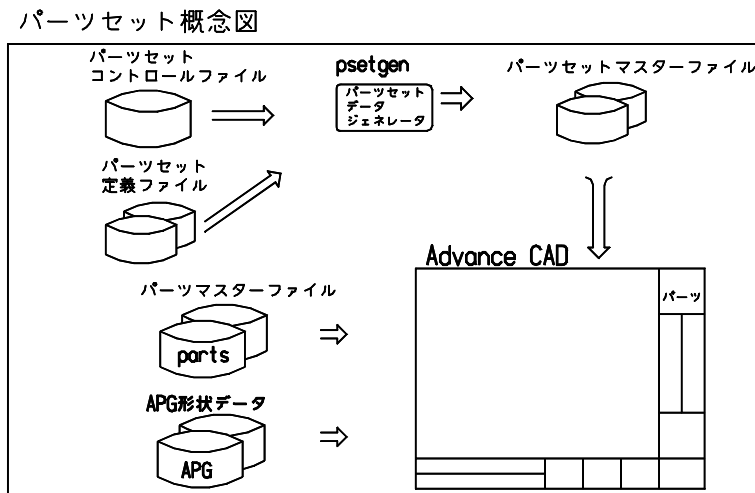 パーツセット概念図
パーツセット
コントロールファイル
psetgen
パーツセット
データ
ジェネレータ
パーツセットマスターファイル
パーツセット
定義ファイル
Advance CAD
パーツ
パーツマスターファイル
parts
APG形状データ
APG